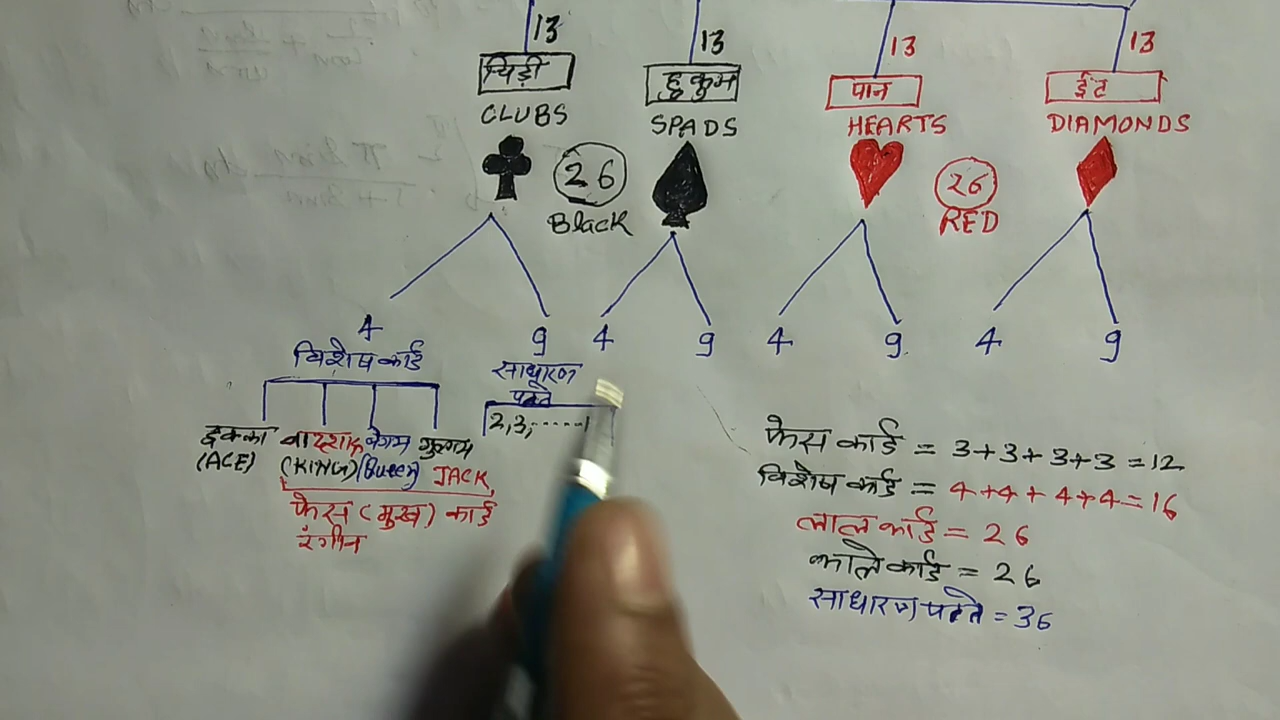 13 13 13 13
चिड़ी हुकुम पान ईंट
CLUBS SPADS HEARTS DIAMONDS
26 26
Black RED
4 9 4 9 4 9 4 9
विशेष कार्ड साधारण
पत्ते
2,3,......
इक्का बादशाह बेगम गुलाम
(ACE) (KING) (Queen) JACK
फेस (मुख) कार्ड
रंगीन
फेस कार्ड = 3+3+3+3=12
विशेष कार्ड = 4+4+4+4=16
लाल कार्ड = 26
काले कार्ड = 26
साधारण पत्ते = 36